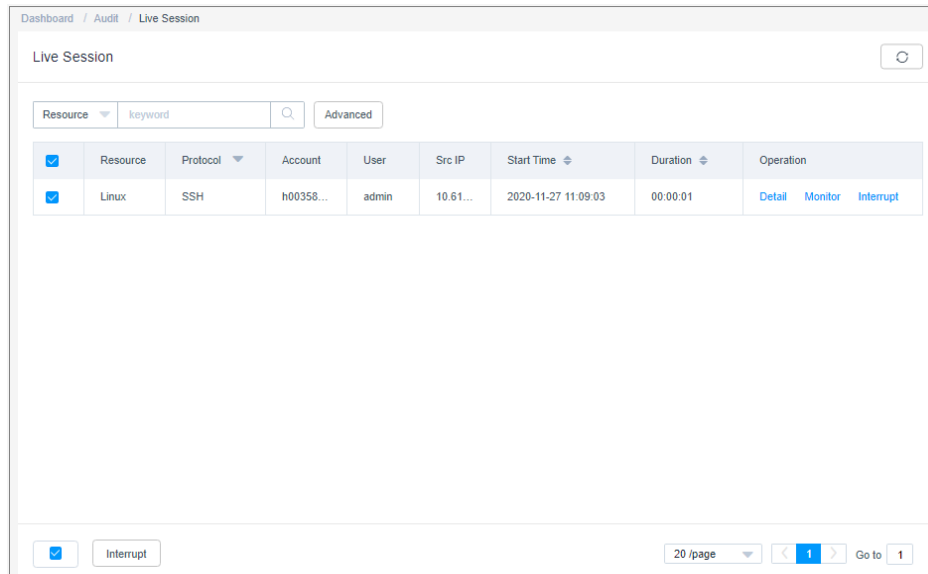 Dashboard / Audit / Live Session
Live Session
Resource keyword Advanced
Resource Protocol Account User Src IP Start Time Duration Operation
Linux SSH h00358... admin 10.61... 2020-11-27 11:09:03 00:00:01 Detail Monitor Interrupt
Interrupt 20 /page 1 Go to 1